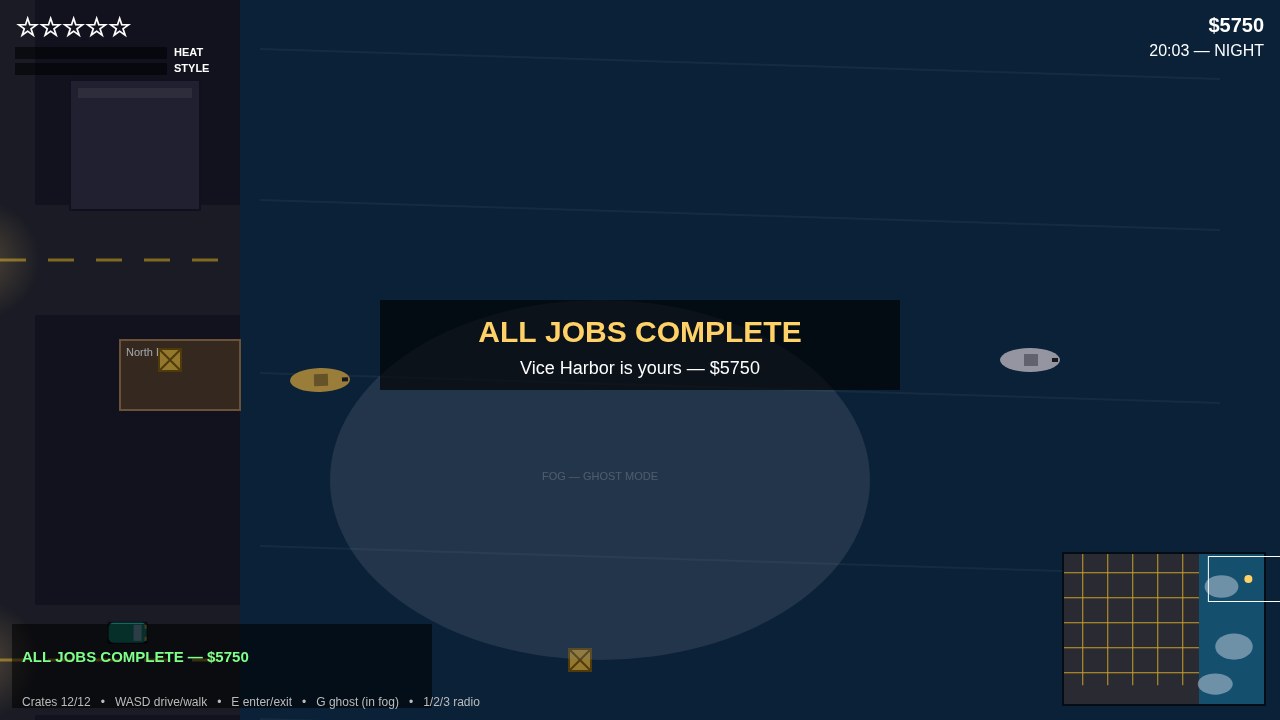 ☆☆☆☆☆
HEAT
STYLE
$5750
20:03 — NIGHT
ALL JOBS COMPLETE
Vice Harbor is yours — $5750
North
FOG — GHOST MODE
ALL JOBS COMPLETE — $5750
Crates 12/12 • WASD drive/walk • E enter/exit • G ghost (in fog) • 1/2/3 radio